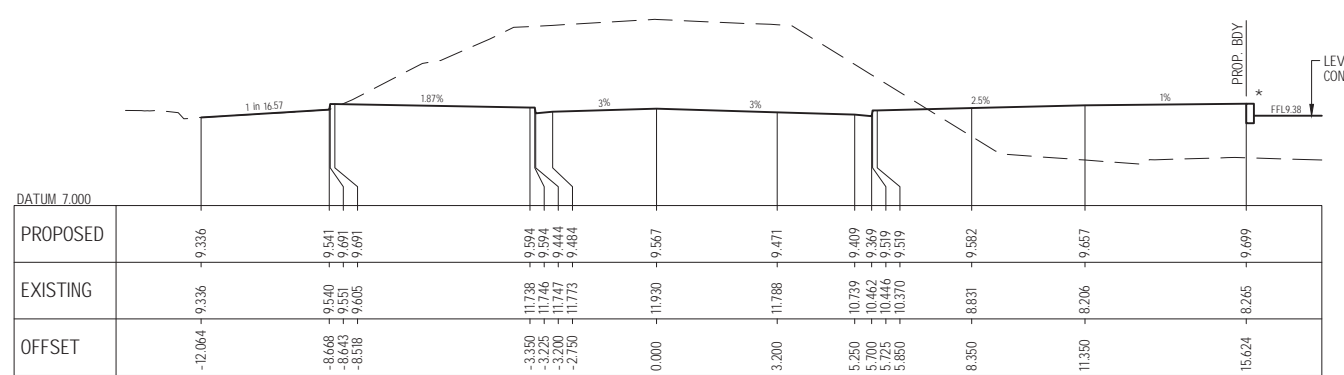 PROP. BDY
LEV
CON
1 in 16.57
1.87%
3%
3%
2.5%
1%
*
FFL9.38
DATUM 7.000
PROPOSED 9.336 9.541 9.691 9.691 9.594 9.594 9.444 9.484 9.567 9.471 9.409 9.369 9.519 9.519 9.582 9.657 9.699
EXISTING 9.336 9.540 9.551 9.605 11.738 11.746 11.747 11.773 11.930 11.788 10.739 10.462 10.446 10.370 8.831 8.206 8.265
OFFSET -12.064 -8.668 -8.643 -8.518 -3.350 -3.225 -3.200 -2.750 0.000 3.200 5.250 5.700 5.725 5.850 8.350 11.350 15.624